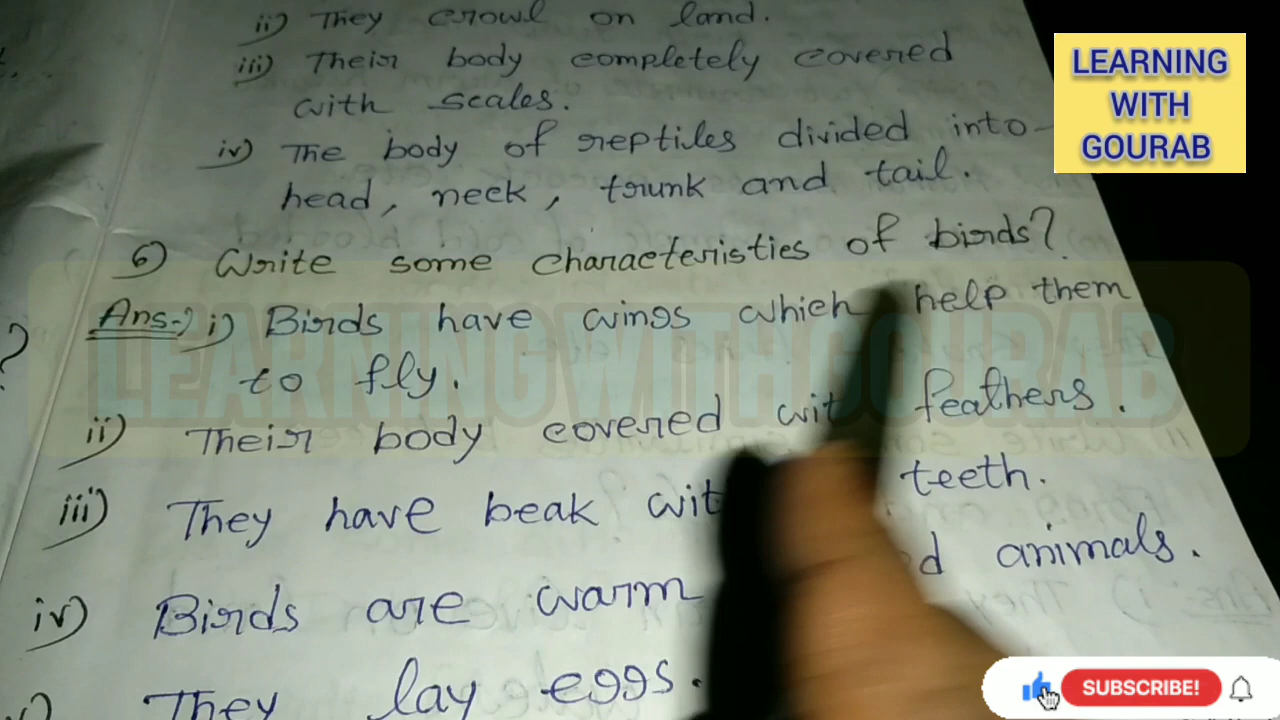 ii) They crowl on land.
iii) Their body completely covered
with scales.
iv) The body of reptiles divided into-
head, neck, trunk and tail.
6) Write some characteristics of birds?
Ans-) i) Birds have wings which help them
to fly.
ii) Their body covered wit feathers.
iii) They have beak wit teeth.
iv) Birds are warm d animals.
They lay eggs.
LEARNING
WITH
GOURAB
LEARNINGWITHGOURAB
SUBSCRIBE!